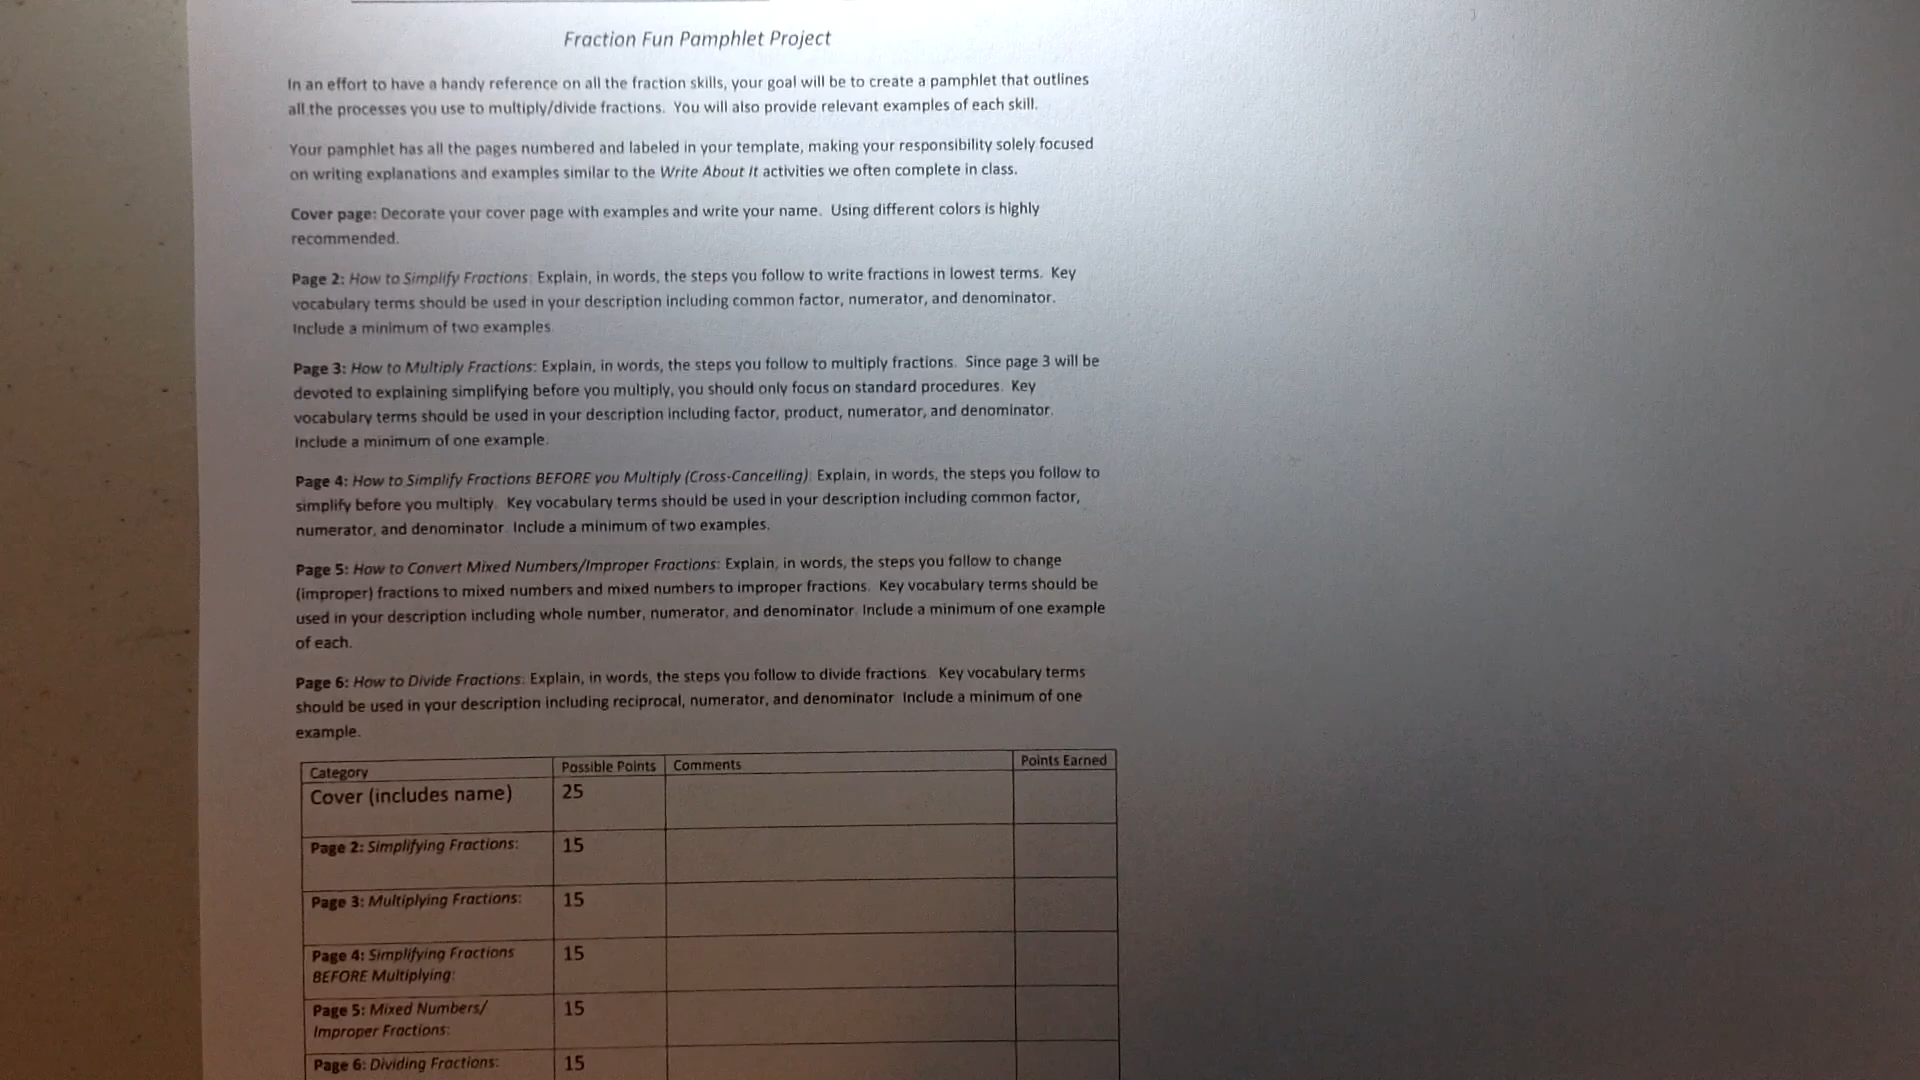 Fraction Fun Pamphlet Project
In an effort to have a handy reference on all the fraction skills, your goal will be to create a pamphlet that outlines
all the processes you use to multiply/divide fractions. You will also provide relevant examples of each skill.
Your pamphlet has all the pages numbered and labeled in your template, making your responsibility solely focused
on writing explanations and examples similar to the Write About It activities we often complete in class.
Cover page: Decorate your cover page with examples and write your name. Using different colors is highly
recommended.
Page 2: How to Simplify Fractions: Explain, in words, the steps you follow to write fractions in lowest terms. Key
vocabulary terms should be used in your description including common factor, numerator, and denominator.
Include a minimum of two examples.
Page 3: How to Multiply Fractions: Explain, in words, the steps you follow to multiply fractions. Since page 3 will be
devoted to explaining simplifying before you multiply, you should only focus on standard procedures. Key
vocabulary terms should be used in your description including factor, product, numerator, and denominator.
Include a minimum of one example.
Page 4: How to Simplify Fractions BEFORE you Multiply (Cross-Cancelling): Explain, in words, the steps you follow to
simplify before you multiply. Key vocabulary terms should be used in your description including common factor,
numerator, and denominator. Include a minimum of two examples.
Page 5: How to Convert Mixed Numbers/Improper Fractions: Explain, in words, the steps you follow to change
(improper) fractions to mixed numbers and mixed numbers to improper fractions. Key vocabulary terms should be
used in your description including whole number, numerator, and denominator. Include a minimum of one example
of each.
Page 6: How to Divide Fractions: Explain, in words, the steps you follow to divide fractions. Key vocabulary terms
should be used in your description including reciprocal, numerator, and denominator. Include a minimum of one
example.
Category Possible Points Comments Points Earned
Cover (includes name) 25
Page 2: Simplifying Fractions: 15
Page 3: Multiplying Fractions: 15
Page 4: Simplifying Fractions 15
BEFORE Multiplying:
Page 5: Mixed Numbers/ 15
Improper Fractions:
Page 6: Dividing Fractions: 15